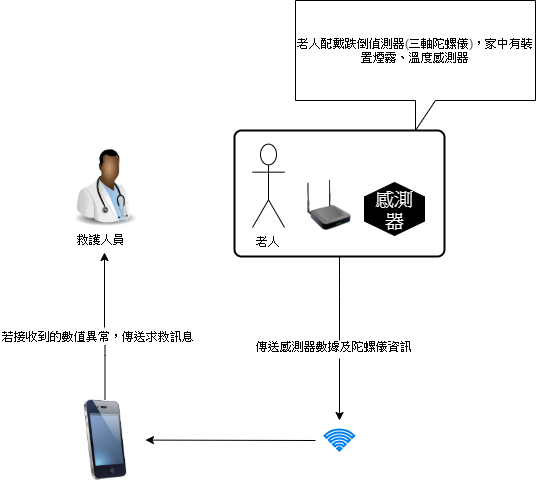 老人配戴跌倒偵測器(三軸陀螺儀)，家中有裝
置煙霧、溫度感測器
感測
器
老人
救護人員
若接收到的數值異常，傳送求救訊息
傳送感測器數據及陀螺儀資訊